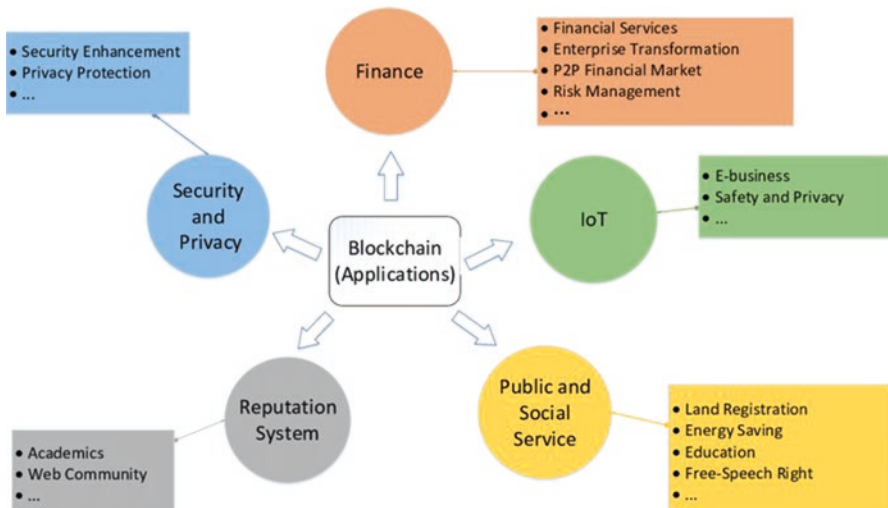 • Security Enhancement
• Privacy Protection
• ...
Finance
• Financial Services
• Enterprise Transformation
• P2P Financial Market
• Risk Management
• ...
Security
and
Privacy
Blockchain
(Applications)
IoT
• E-business
• Safety and Privacy
• ...
Reputation
System
• Academics
• Web Community
• ...
Public and
Social
Service
• Land Registration
• Energy Saving
• Education
• Free-Speech Right
• ...